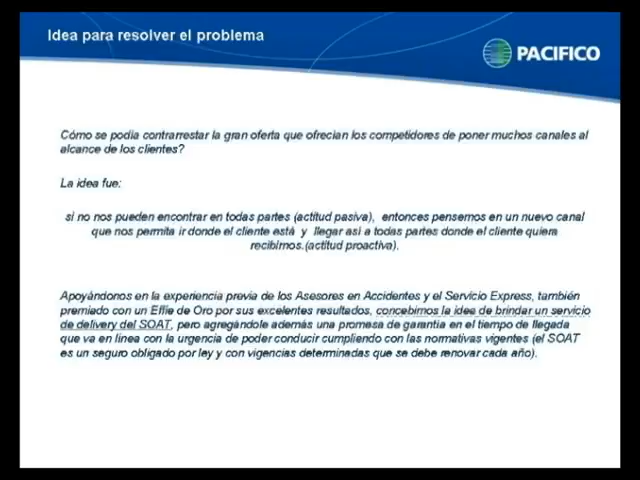 Idea para resolver el problema
PACIFICO
Cómo se podía contrarrestar la gran oferta que ofrecían los competidores de poner muchos canales al
alcance de los clientes?
La idea fue:
si no nos pueden encontrar en todas partes (actitud pasiva), entonces pensemos en un nuevo canal
que nos permita ir donde el cliente está y llegar así a todas partes donde el cliente quiera
recibirnos.(actitud proactiva).
Apoyándonos en la experiencia previa de los Asesores en Accidentes y el Servicio Express, también
premiado con un Effie de Oro por sus excelentes resultados, concebimos la idea de brindar un servicio
de delivery del SOAT, pero agregándole además una promesa de garantía en el tiempo de llegada
que va en línea con la urgencia de poder conducir cumpliendo con las normativas vigentes (el SOAT
es un seguro obligado por ley y con vigencias determinadas que se debe renovar cada año).